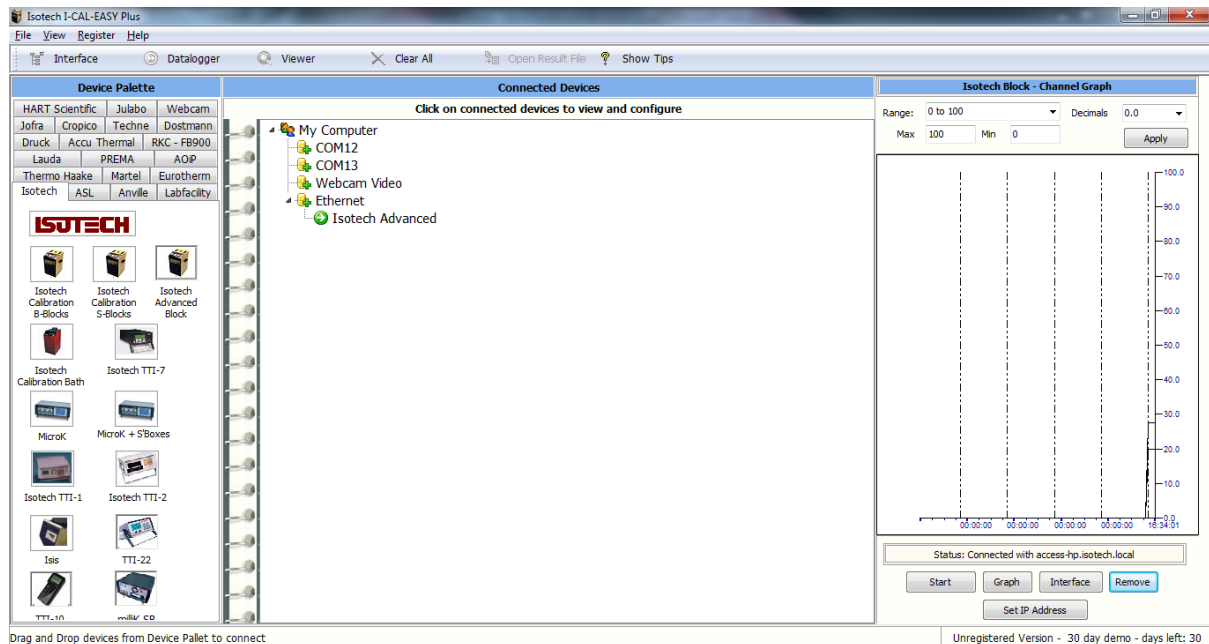 Isotech I-CAL-EASY Plus
File View Register Help
Interface Datalogger Viewer Clear All Open Result File Show Tips
Device Palette
HART Scientific Julabo Webcam
Jofra Cropico Techne Dostmann
Druck Accu Thermal RKC - FB900
Lauda PREMA AOIP
Thermo Haake Martel Eurotherm
Isotech ASL Anville Labfacility
ISOTECH
Isotech Calibration B-Blocks
Isotech Calibration S-Blocks
Isotech Advanced Block
Isotech Calibration Bath
Isotech TTI-7
MicroK
MicroK + S'Boxes
Isotech TTI-1
Isotech TTI-2
Isis
TTI-22
TTI-10
milliK SB
Connected Devices
Click on connected devices to view and configure
My Computer
COM12
COM13
Webcam Video
Ethernet
Isotech Advanced
Isotech Block - Channel Graph
Range: 0 to 100 Decimals 0.0
Max 100 Min 0 Apply
100.0
90.0
80.0
70.0
60.0
50.0
40.0
30.0
20.0
10.0
0.0
00:00:00 00:00:00 00:00:00 00:00:00 16:34:01
Status: Connected with access-hp.isotech.local
Start Graph Interface Remove
Set IP Address
Drag and Drop devices from Device Pallet to connect
Unregistered Version - 30 day demo - days left: 30